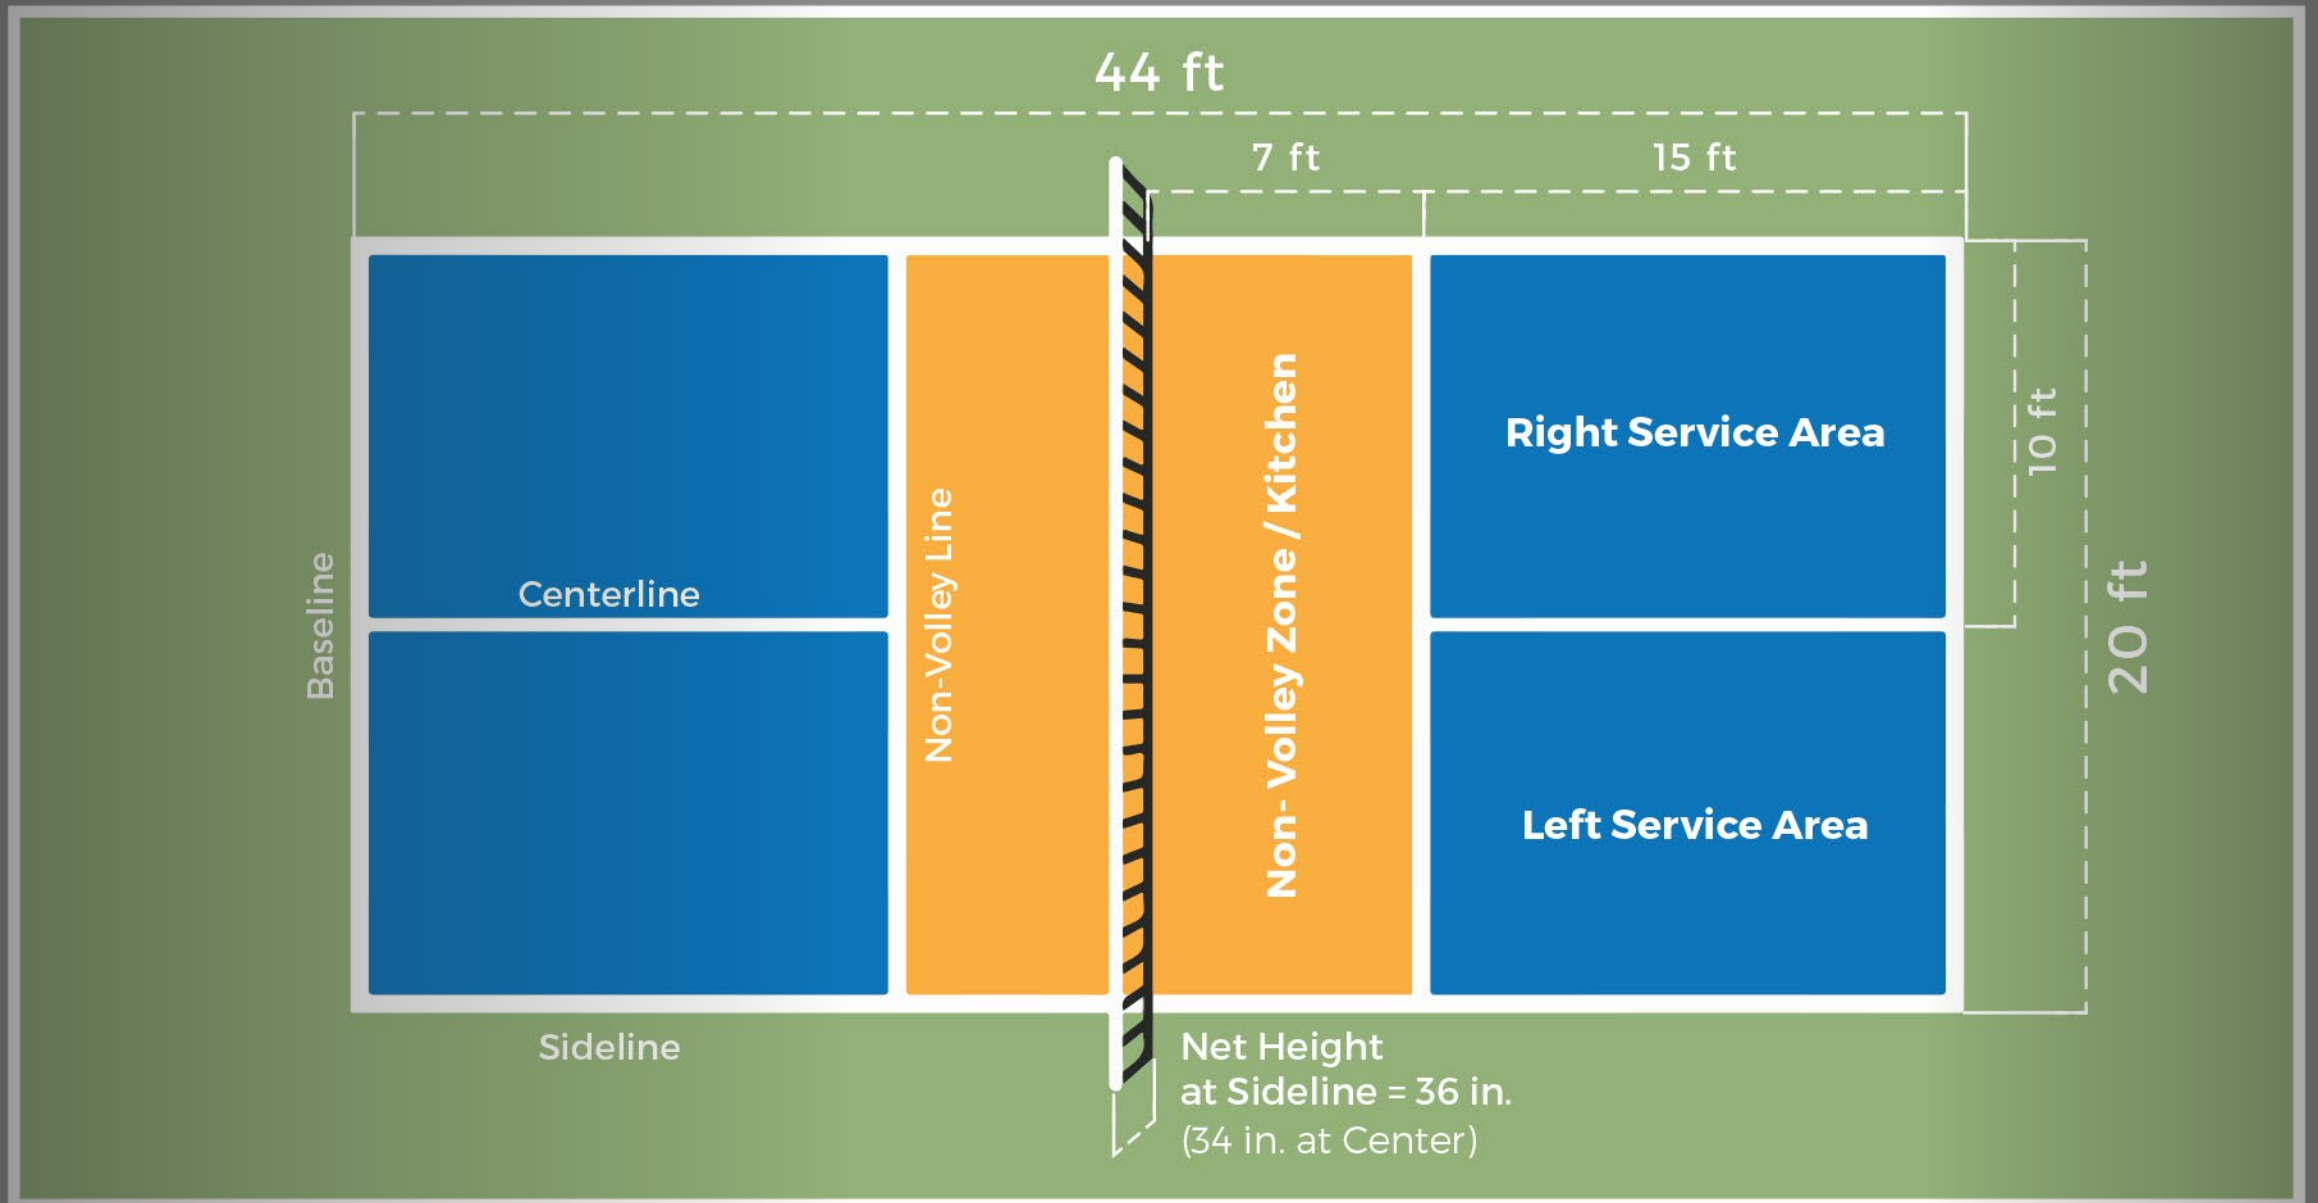 44 ft
7 ft
15 ft
Right Service Area
10 ft
Non-Volley Zone / Kitchen
Non-Volley Line
Baseline
Centerline
20 ft
Left Service Area
Sideline
Net Height
at Sideline = 36 in.
(34 in. at Center)